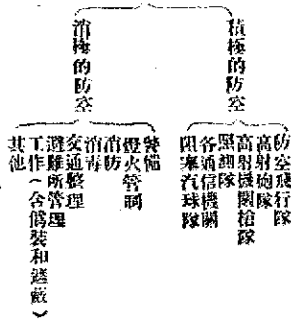 積極的防空
防空飛行隊
高射砲隊
高射機關槍隊
照測隊
各通信機關
阻塞汽球隊
消極的防空
警備
燈火管制
消防
消毒
交通整理
避難所管理
工作(含僞裝和遮蔽)
其他